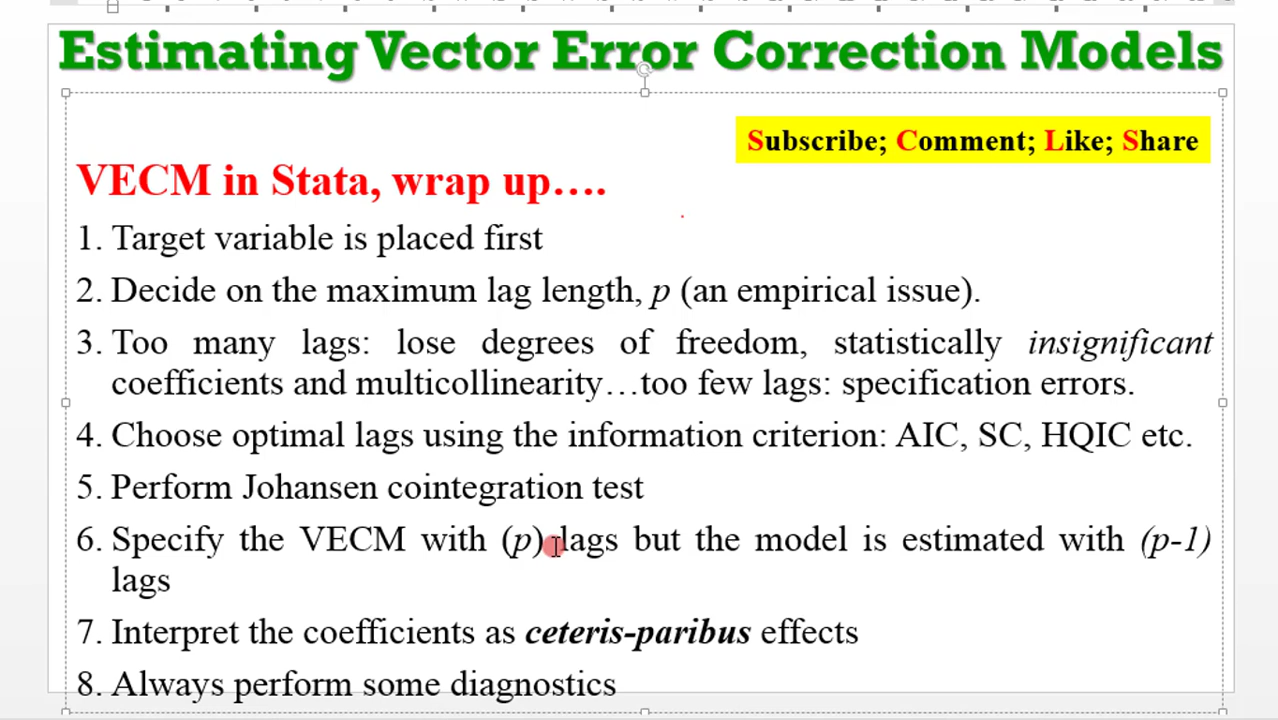 Estimating Vector Error Correction Models
Subscribe; Comment; Like; Share
VECM in Stata, wrap up….
1. Target variable is placed first
2. Decide on the maximum lag length, p (an empirical issue).
3. Too many lags: lose degrees of freedom, statistically insignificant
coefficients and multicollinearity…too few lags: specification errors.
4. Choose optimal lags using the information criterion: AIC, SC, HQIC etc.
5. Perform Johansen cointegration test
6. Specify the VECM with (p) lags but the model is estimated with (p-1)
lags
7. Interpret the coefficients as ceteris-paribus effects
8. Always perform some diagnostics